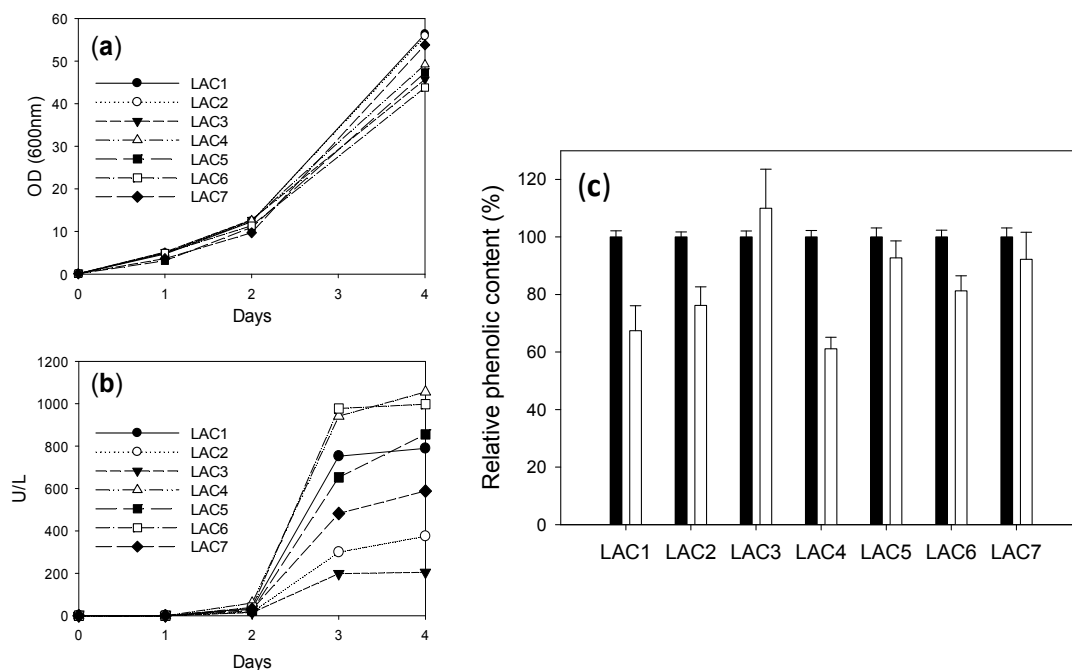 (a)
60
50
40
30
20
10
0
OD (600nm)
LAC1
LAC2
LAC3
LAC4
LAC5
LAC6
LAC7
0 1 2 3 4
Days
(b)
1200
1000
800
600
400
200
0
U/L
LAC1
LAC2
LAC3
LAC4
LAC5
LAC6
LAC7
0 1 2 3 4
Days
(c)
120
100
80
60
40
20
0
Relative phenolic content (%)
LAC1 LAC2 LAC3 LAC4 LAC5 LAC6 LAC7